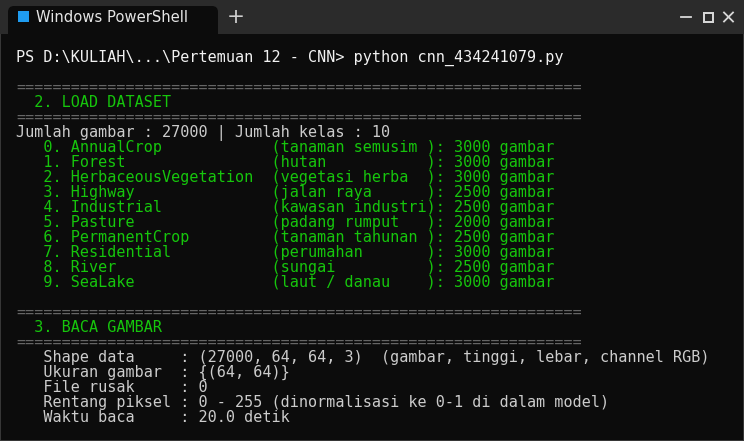 Windows PowerShell
PS D:\KULIAH\...\Pertemuan 12 - CNN> python cnn_434241079.py
==============================================================
2. LOAD DATASET
==============================================================
Jumlah gambar : 27000 | Jumlah kelas : 10
0. AnnualCrop            (tanaman semusim ): 3000 gambar
1. Forest                (hutan           ): 3000 gambar
2. HerbaceousVegetation  (vegetasi herba  ): 3000 gambar
3. Highway               (jalan raya      ): 2500 gambar
4. Industrial            (kawasan industri): 2500 gambar
5. Pasture               (padang rumput   ): 2000 gambar
6. PermanentCrop         (tanaman tahunan ): 2500 gambar
7. Residential           (perumahan       ): 3000 gambar
8. River                 (sungai          ): 2500 gambar
9. SeaLake               (laut / danau    ): 3000 gambar
==============================================================
3. BACA GAMBAR
==============================================================
Shape data     : (27000, 64, 64, 3)  (gambar, tinggi, lebar, channel RGB)
Ukuran gambar  : {(64, 64)}
File rusak     : 0
Rentang piksel : 0 - 255 (dinormalisasi ke 0-1 di dalam model)
Waktu baca     : 20.0 detik